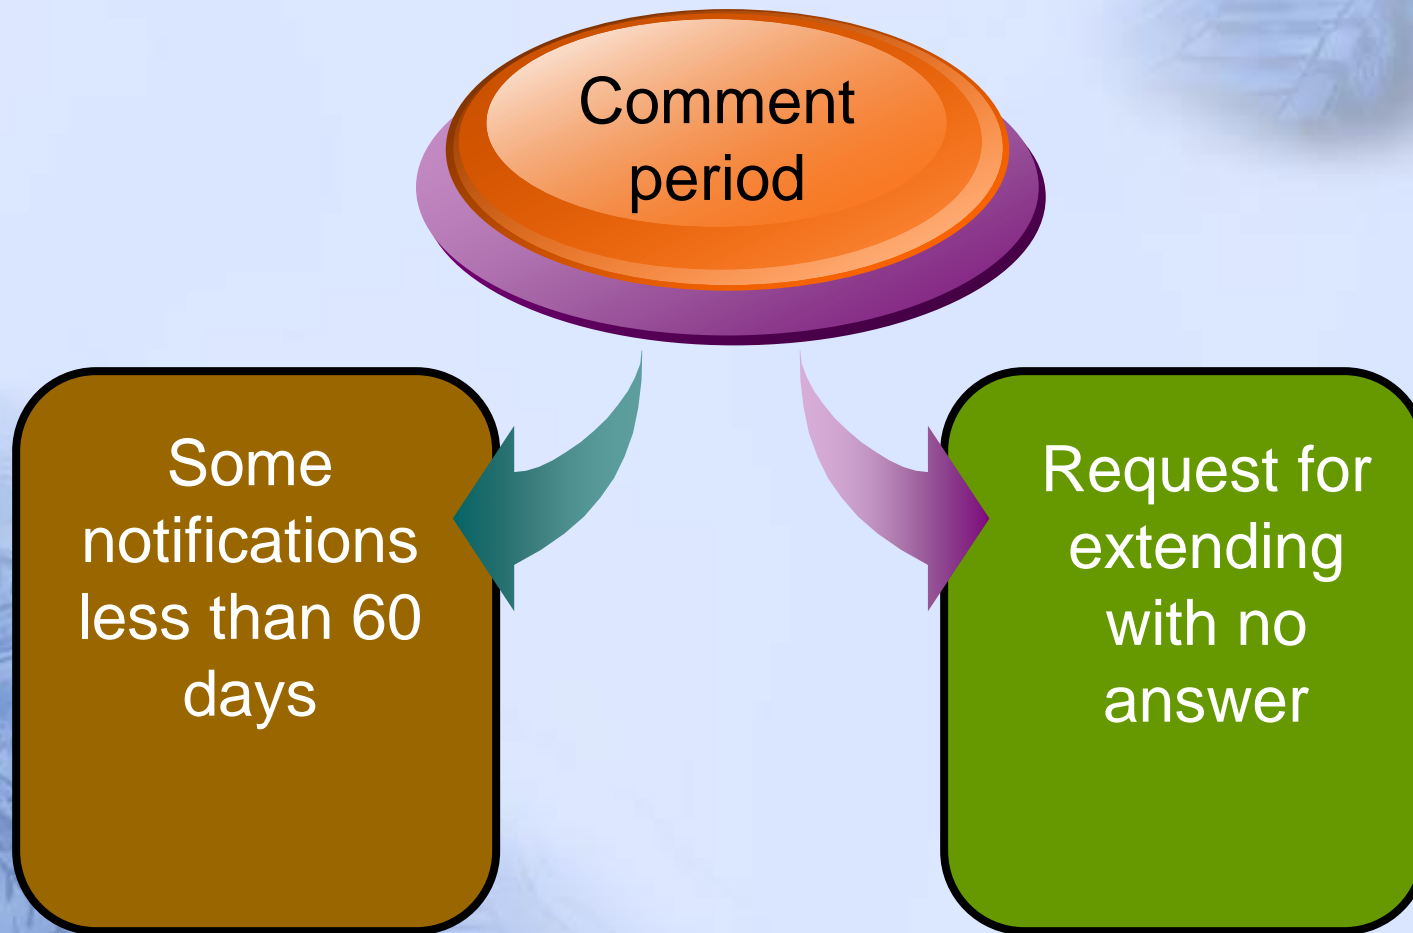 Comment
period
Some
notifications
less than 60
days
Request for
extending
with no
answer